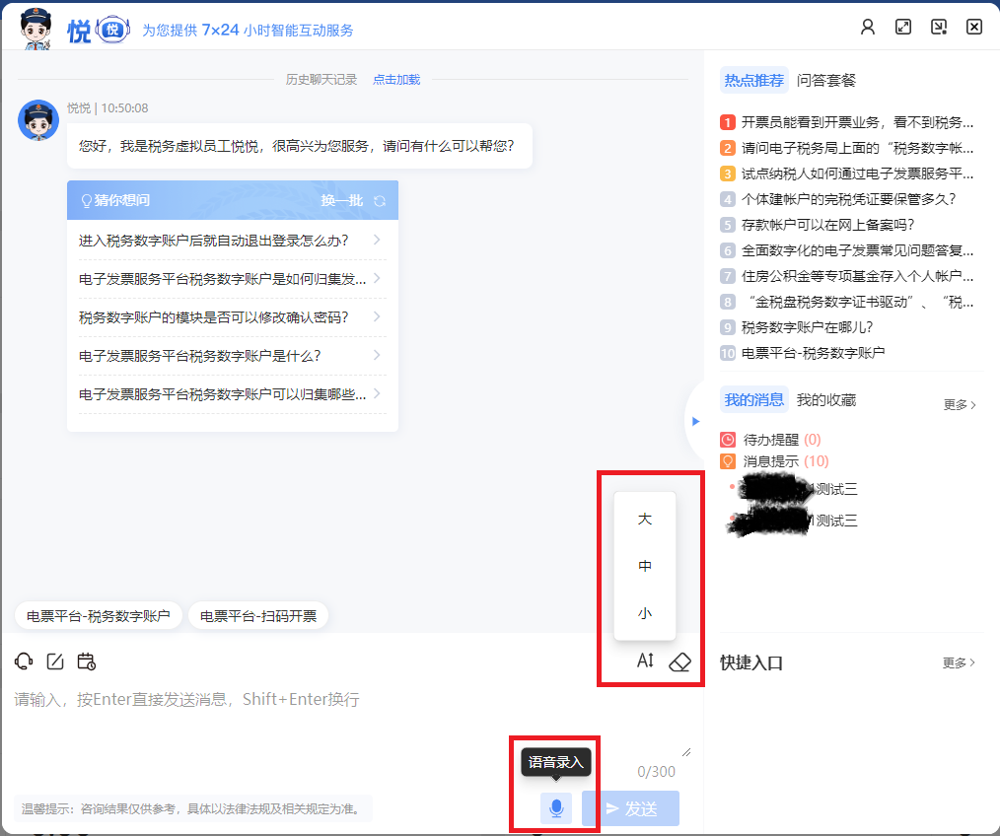 悦 悦 为您提供 7×24 小时智能互动服务
历史聊天记录 点击加载
悦悦 | 10:50:08
您好，我是税务虚拟员工悦悦，很高兴为您服务，请问有什么可以帮您？
猜你想问 换一批
进入税务数字账户后就自动退出登录怎么办？
电子发票服务平台税务数字账户是如何归集发...
税务数字账户的模块是否可以修改确认密码？
电子发票服务平台税务数字账户是什么？
电子发票服务平台税务数字账户可以归集哪些...
大
中
小
电票平台-税务数字账户 电票平台-扫码开票
请输入，按Enter直接发送消息，Shift+Enter换行
语音录入
0/300
温馨提示：咨询结果仅供参考，具体以法律法规及相关规定为准。
发送
热点推荐 问答套餐
1 开票员能看到开票业务，看不到税务...
2 请问电子税务局上面的“税务数字帐...
3 试点纳税人如何通过电子发票服务平...
4 个体建帐户的完税凭证要保管多久？
5 存款帐户可以在网上备案吗？
6 全面数字化的电子发票常见问题答复...
7 住房公积金等专项基金存入个人帐户...
8 “金税盘税务数字证书驱动”、“税...
9 税务数字账户在哪儿？
10 电票平台-税务数字账户
我的消息 我的收藏 更多
待办提醒 (0)
消息提示 (10)
测试三
测试三
快捷入口 更多